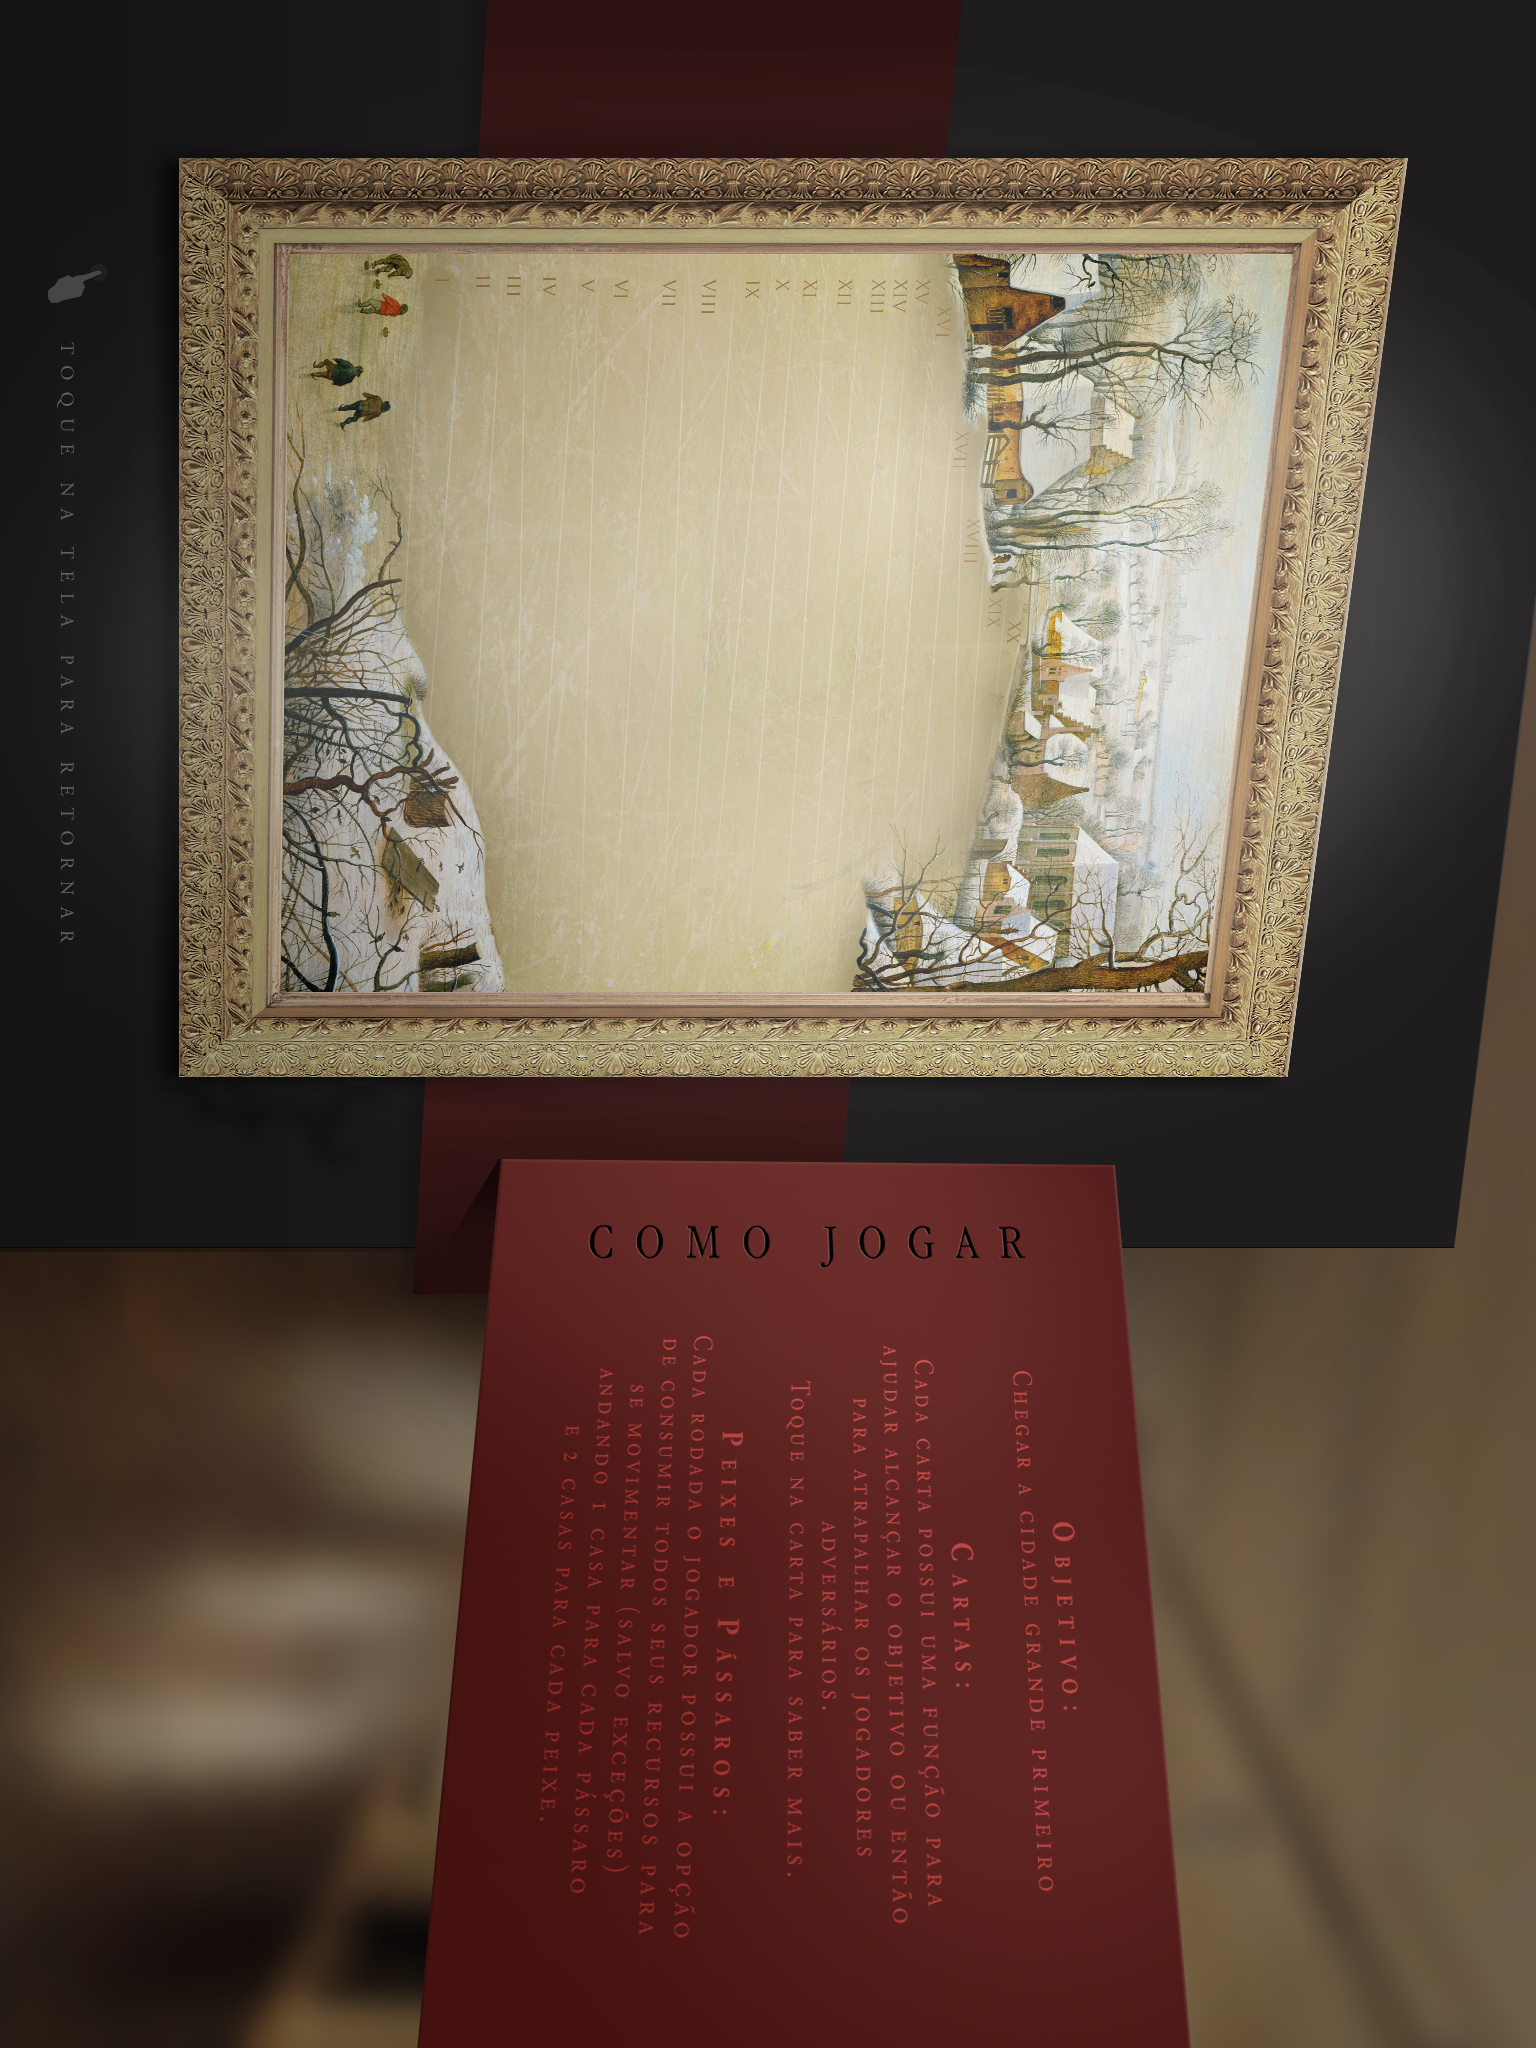 COMO JOGAR
OBJETIVO:
CHEGAR A CIDADE GRANDE PRIMEIRO
CARTAS:
CADA CARTA POSSUI UMA FUNÇÃO PARA
AJUDAR ALCANÇAR O OBJETIVO OU ENTÃO
PARA ATRAPALHAR OS JOGADORES
ADVERSÁRIOS.
TOQUE NA CARTA PARA SABER MAIS.
PEIXES E PÁSSAROS:
CADA RODADA O JOGADOR POSSUI A OPÇÃO
DE CONSUMIR TODOS SEUS RECURSOS PARA
SE MOVIMENTAR (SALVO EXCEÇÕES)
ANDANDO 1 CASA PARA CADA PÁSSARO
E 2 CASAS PARA CADA PEIXE.
XX
XIX
XVIII
XVII
XVI
XV
XIV
XIII
XII
XI
X
IX
VIII
VII
VI
V
IV
III
II
I
TOQUE NA TELA PARA RETORNAR